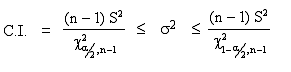 C.I. = (n - 1) S² / χ²α/2,n-1 ≤ σ² ≤ (n - 1) S² / χ²1-α/2,n-1